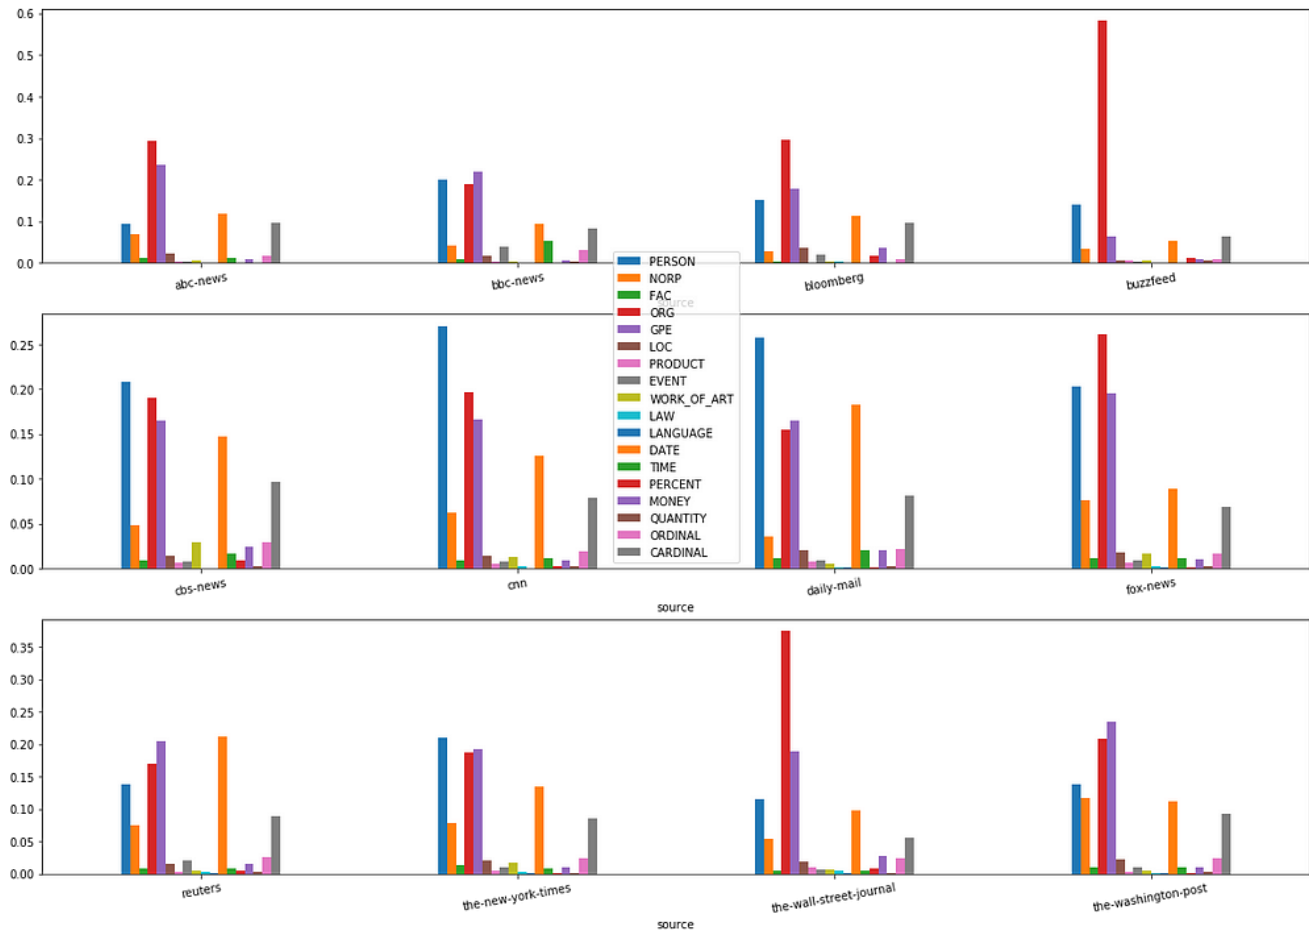 0.6
0.5
0.4
0.3
0.2
0.1
0.0
abc-news
bbc-news
bloomberg
buzzfeed
source
PERSON
NORP
FAC
ORG
GPE
LOC
PRODUCT
EVENT
WORK_OF_ART
LAW
LANGUAGE
DATE
TIME
PERCENT
MONEY
QUANTITY
ORDINAL
CARDINAL
0.25
0.20
0.15
0.10
0.05
0.00
cbs-news
cnn
daily-mail
fox-news
source
0.35
0.30
0.25
0.20
0.15
0.10
0.05
0.00
reuters
the-new-york-times
the-wall-street-journal
the-washington-post
source